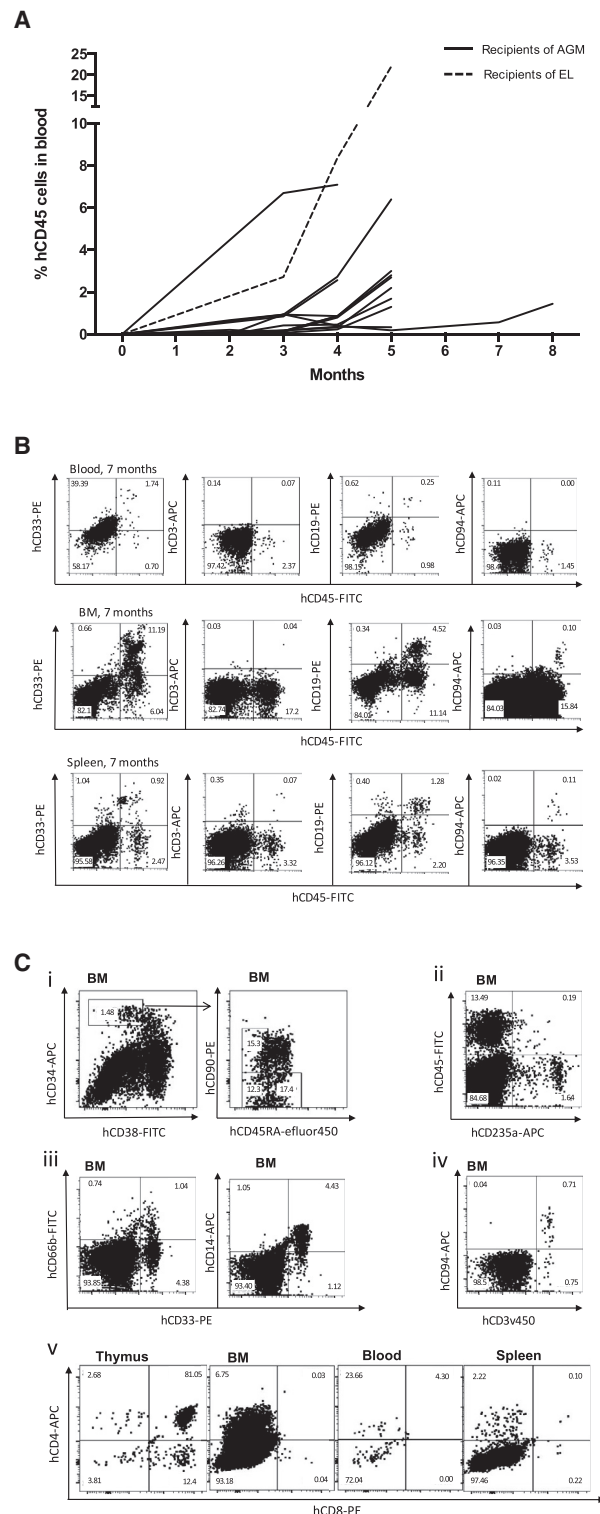 A
25
20
15
10
8
6
4
2
0
% hCD45 cells in blood
Recipients of AGM
Recipients of EL
0 1 2 3 4 5 6 7 8
Months
B
Blood, 7 months
hCD33-PE
39.39 1.74
58.17 0.70
hCD3-APC
0.14 0.07
97.42 2.37
hCD19-PE
0.62 0.25
98.15 0.98
hCD94-APC
0.11 0.00
1.45
hCD45-FITC
BM, 7 months
hCD33-PE
0.66 11.19
82.1 6.04
hCD3-APC
0.03 0.04
82.74 17.2
hCD19-PE
0.34 4.52
84.01 11.14
hCD94-APC
0.03 0.10
84.03 15.84
hCD45-FITC
Spleen, 7 months
hCD33-PE
1.04 0.92
95.58 2.47
hCD3-APC
0.35 0.07
96.26 3.32
hCD19-PE
0.40 1.28
96.12 2.20
hCD94-APC
0.02 0.11
96.35 3.53
hCD45-FITC
C
i
BM
1.48
hCD34-APC
hCD38-FITC
BM
15.3
12.3 17.4
hCD90-PE
hCD45RA-efluor450
ii
BM
13.49 0.19
84.68 1.64
hCD45-FITC
hCD235a-APC
iii
BM
0.74 1.04
93.85 4.38
hCD66b-FITC
BM
1.05 4.43
93.40 1.12
hCD14-APC
hCD33-PE
iv
BM
0.04 0.71
98.5 0.75
hCD94-APC
hCD3v450
v
Thymus
2.68 81.05
3.81 12.4
BM
6.75 0.03
93.18 0.04
Blood
23.66 4.30
72.04 0.00
Spleen
2.22 0.10
97.46 0.22
hCD4-APC
hCD8-PE